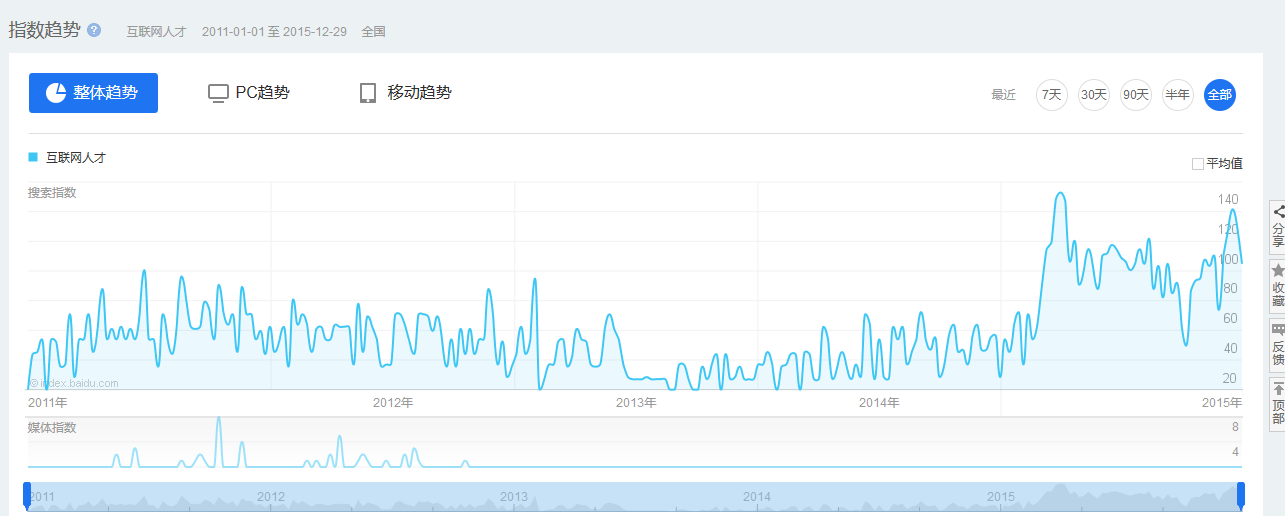 指数趋势 ? 互联网人才 2011-01-01 至 2015-12-29 全国
整体趋势 PC趋势 移动趋势 最近 7天 30天 90天 半年 全部
互联网人才
平均值
搜索指数
140
120
100
80
60
40
20
© index.baidu.com
2011年 2012年 2013年 2014年 2015年
媒体指数
8
4
2011 2012 2013 2014 2015
分享
收藏
反馈
顶部